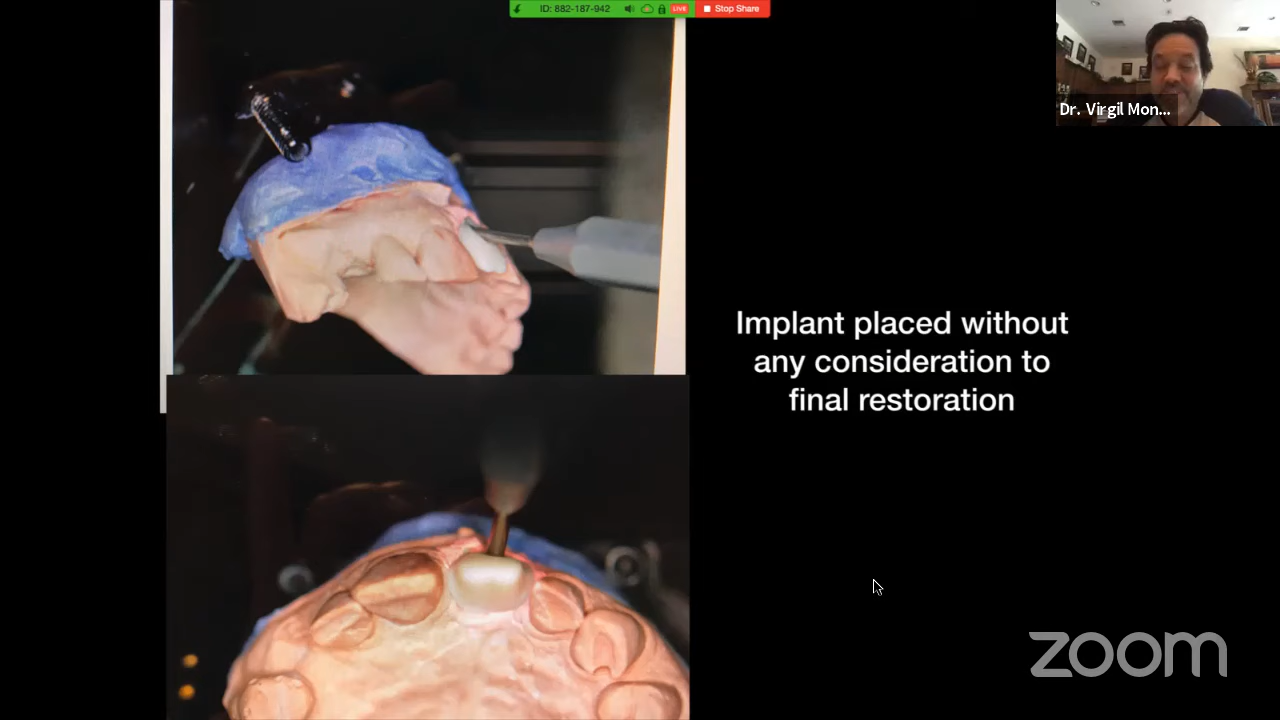 ID: 882-187-942
LIVE
Stop Share
Dr. Virgil Mon...
Implant placed without
any consideration to
final restoration
zoom